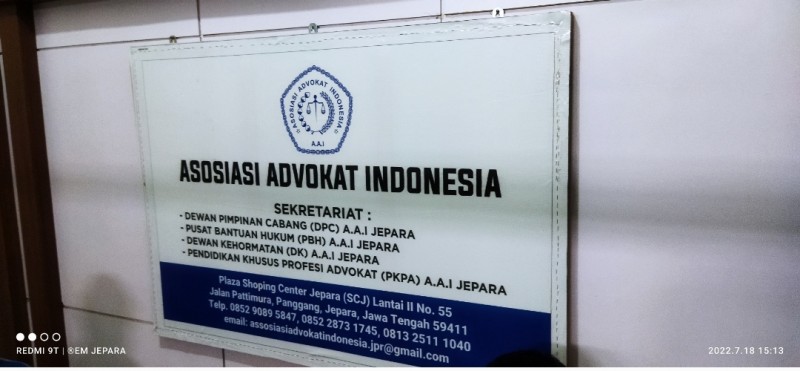 ASOSIASI ADVOKAT INDONESIA
A.A.I
ASOSIASI ADVOKAT INDONESIA
SEKRETARIAT :
- DEWAN PIMPINAN CABANG (DPC) A.A.I JEPARA
- PUSAT BANTUAN HUKUM (PBH) A.A.I JEPARA
- DEWAN KEHORMATAN (DK) A.A.I JEPARA
- PENDIDIKAN KHUSUS PROFESI ADVOKAT (PKPA) A.A.I JEPARA
Plaza Shoping Center Jepara (SCJ) Lantai II No. 55
Jalan Pattimura, Panggang, Jepara, Jawa Tengah 59411
Telp. 0852 9089 5847, 0852 2873 1745, 0813 2511 1040
email: assosiasiadvokatindonesia.jpr@gmail.com
REDMI 9T | ®EM JEPARA
2022.7.18 15:13